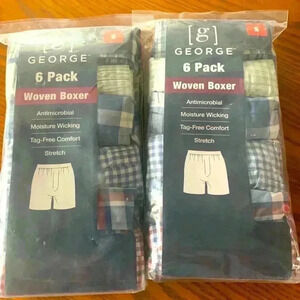 [g]
GEORGE
6 Pack
Woven Boxer
Antimicrobial
Moisture Wicking
Tag-Free Comfort
Stretch
[g]
GEORGE
6 Pack
Woven Boxer
Antimicrobial
Moisture Wicking
Tag-Free Comfort
Stretch